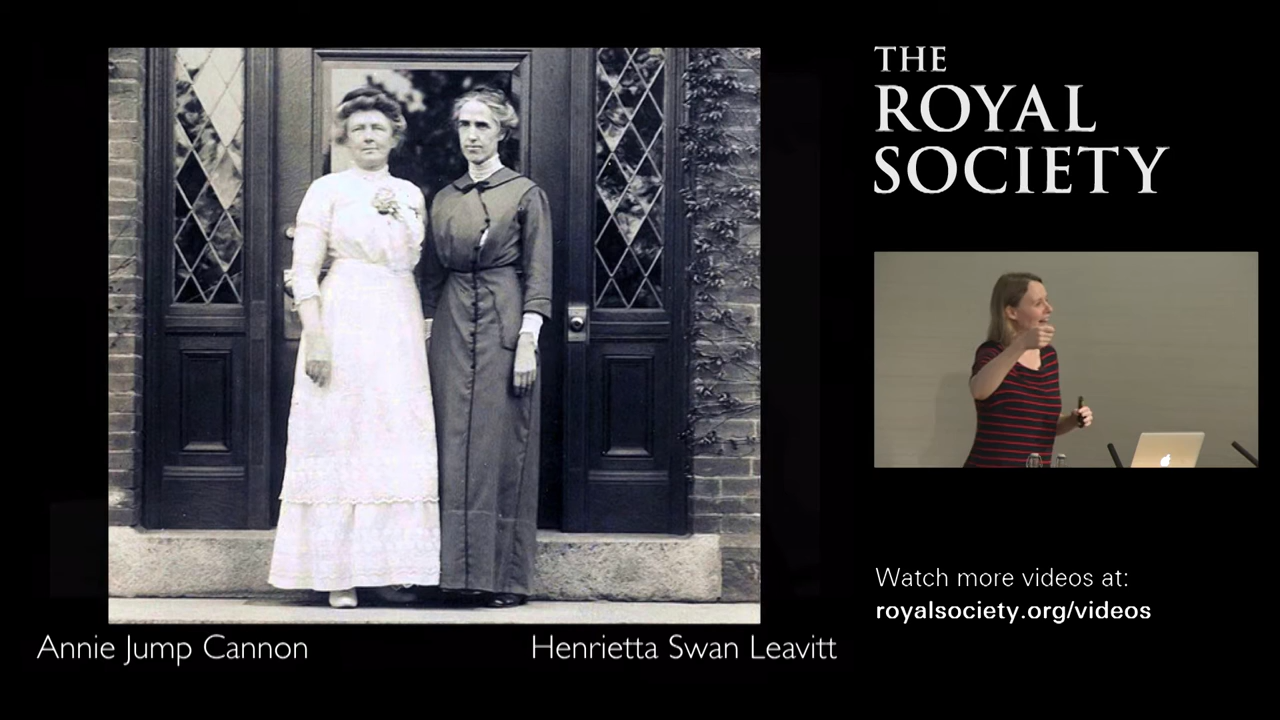 THE
ROYAL
SOCIETY
Watch more videos at:
royalsociety.org/videos
Annie Jump Cannon
Henrietta Swan Leavitt